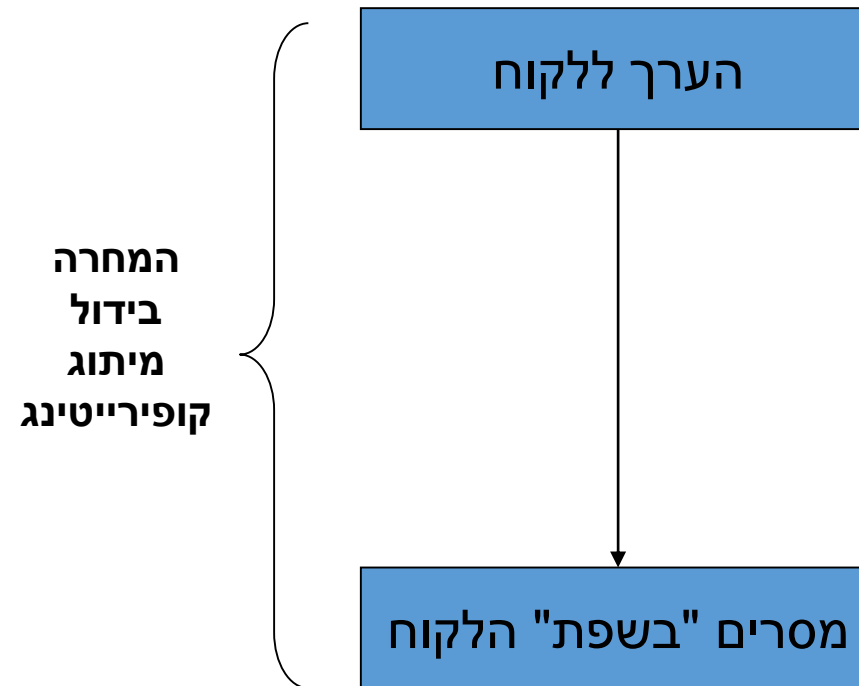 הערך ללקוח
המחרה
בידול
מיתוג
קופירייטינג
מסרים "בשפת" הלקוח